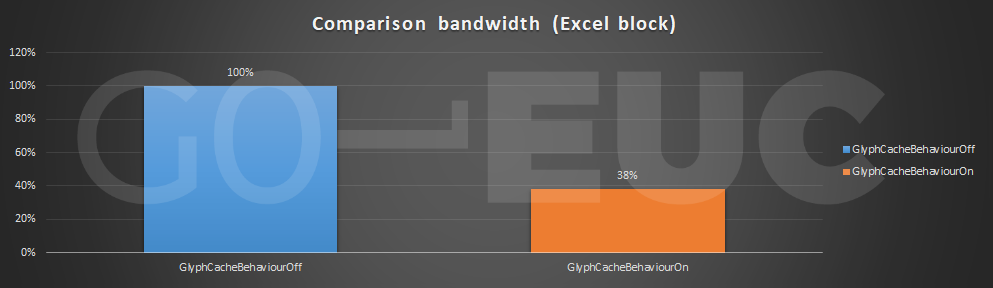 Comparison bandwidth (Excel block)
120%
100%
80%
60%
40%
20%
0%
100%
38%
GlyphCacheBehaviourOff
GlyphCacheBehaviourOn
GlyphCacheBehaviourOff
GlyphCacheBehaviourOn
GO-EUC